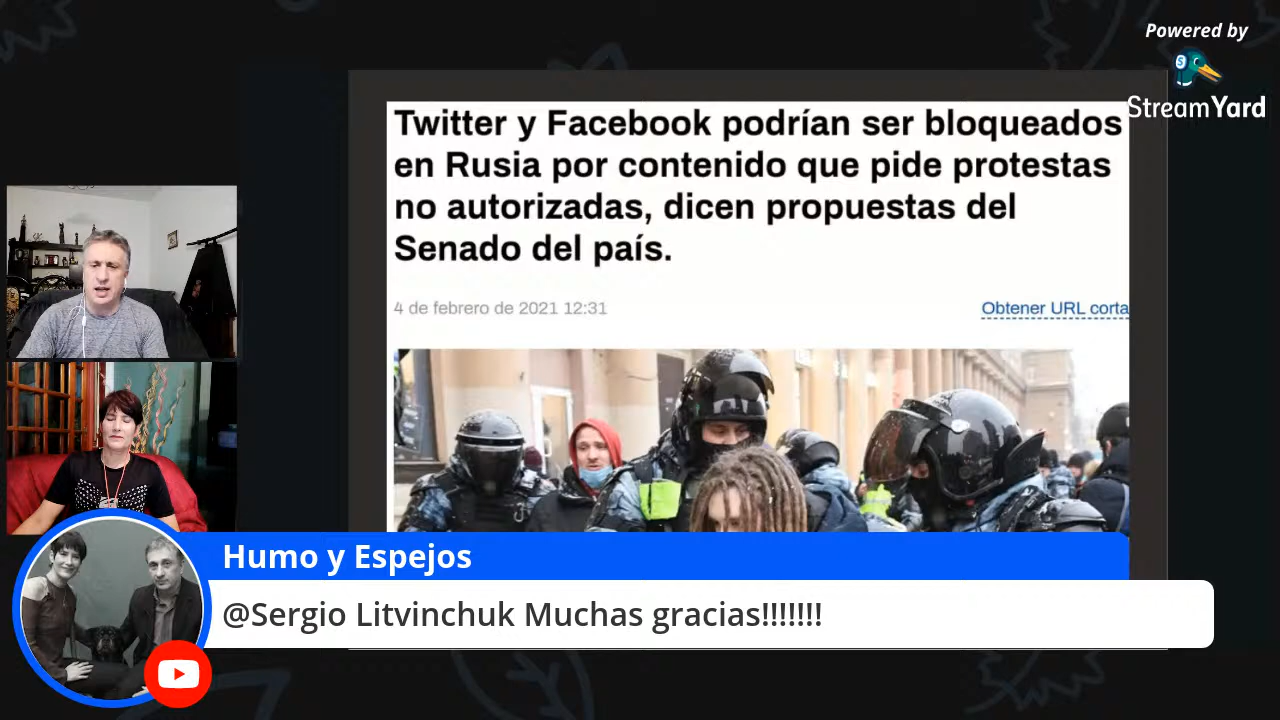 Powered by
StreamYard
Twitter y Facebook podrían ser bloqueados
en Rusia por contenido que pide protestas
no autorizadas, dicen propuestas del
Senado del país.
4 de febrero de 2021 12:31
Obtener URL corta
Humo y Espejos
@Sergio Litvinchuk Muchas gracias!!!!!!!